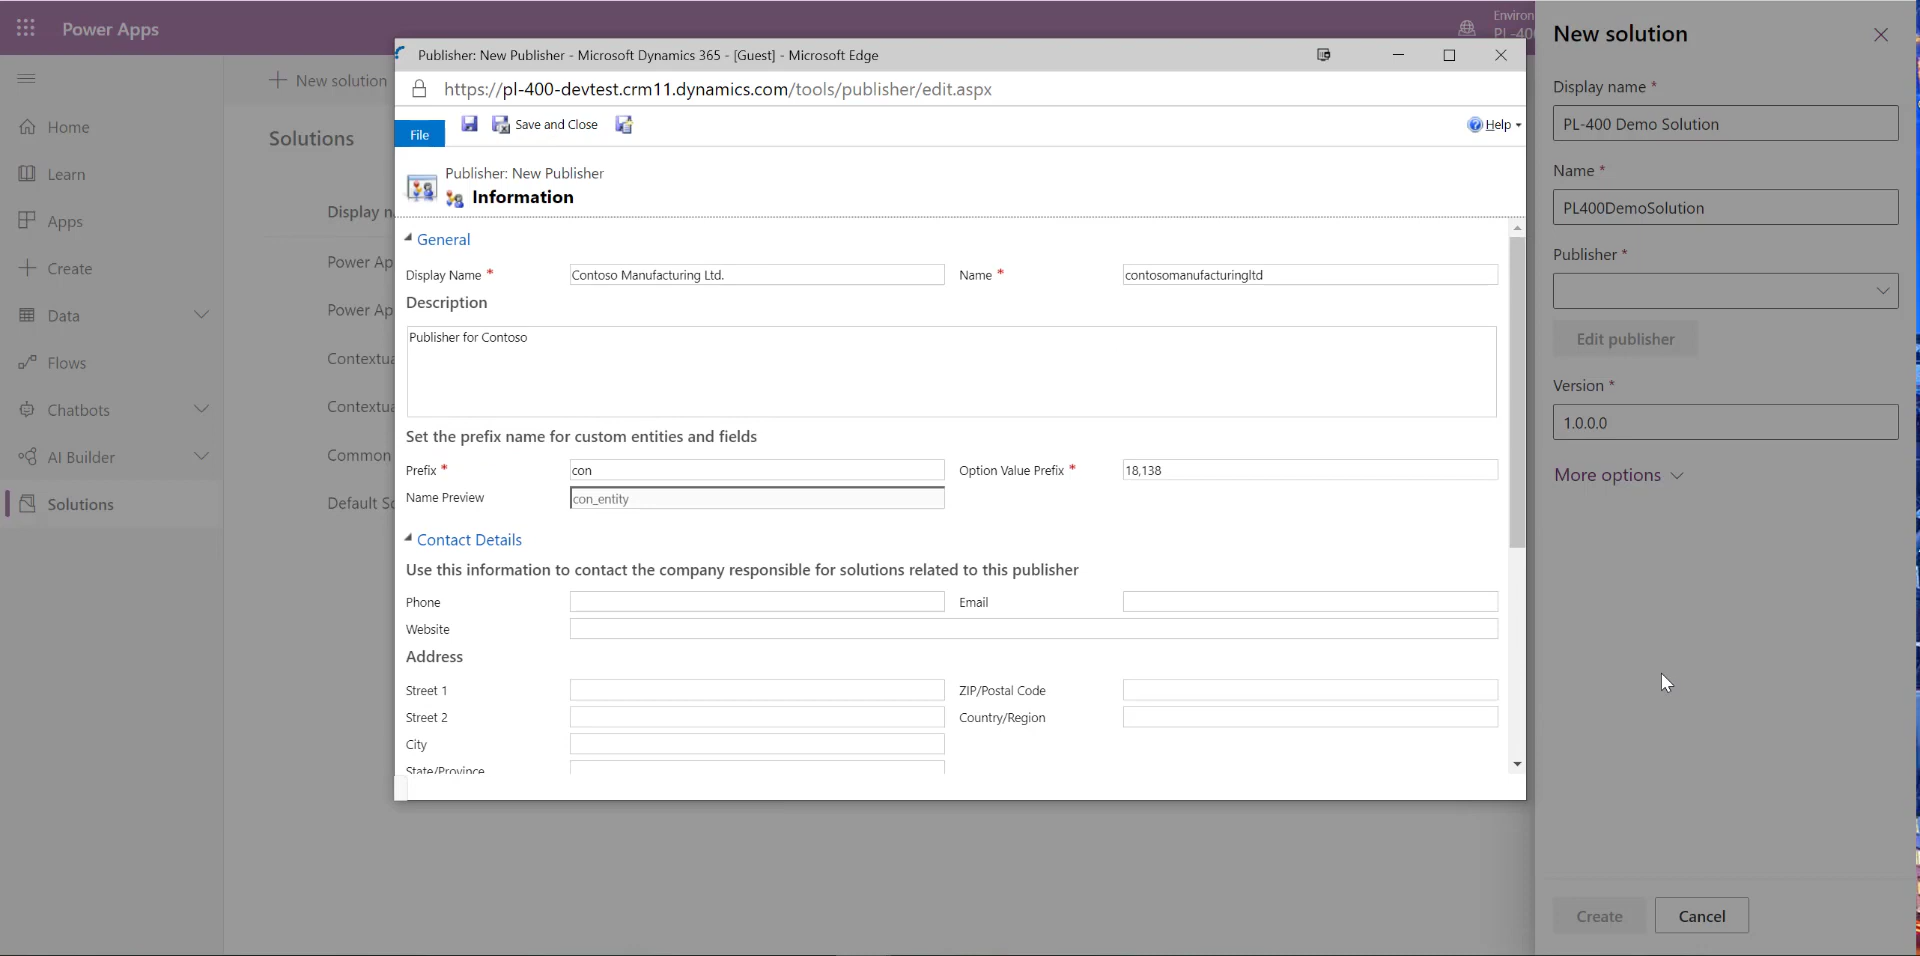 Power Apps
Environ
PL-400
New solution
Publisher: New Publisher - Microsoft Dynamics 365 - [Guest] - Microsoft Edge
https://pl-400-devtest.crm11.dynamics.com/tools/publisher/edit.aspx
File
Save and Close
Help
Publisher: New Publisher
Information
General
Display Name * Contoso Manufacturing Ltd. Name * contosomanufacturingltd
Description
Publisher for Contoso
Set the prefix name for custom entities and fields
Prefix * con Option Value Prefix * 18,138
Name Preview con_entity
Contact Details
Use this information to contact the company responsible for solutions related to this publisher
Phone Email
Website
Address
Street 1 ZIP/Postal Code
Street 2 Country/Region
City
State/Province
New solution
Solutions
Display n
Power Ap
Power Ap
Contextua
Contextua
Common
Default So
Home
Learn
Apps
Create
Data
Flows
Chatbots
AI Builder
Solutions
Display name *
PL-400 Demo Solution
Name *
PL400DemoSolution
Publisher *
Edit publisher
Version *
1.0.0.0
More options
Create Cancel